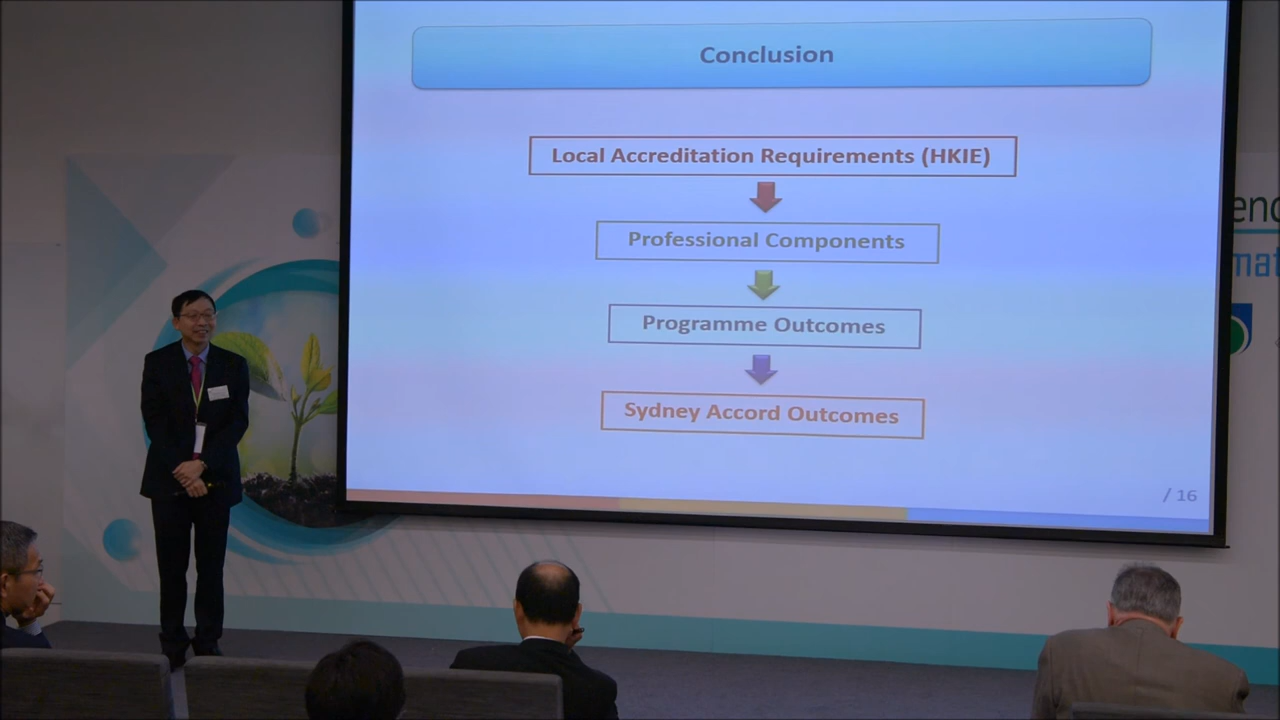 Conclusion
Local Accreditation Requirements (HKIE)
Professional Components
Programme Outcomes
Sydney Accord Outcomes
/ 16